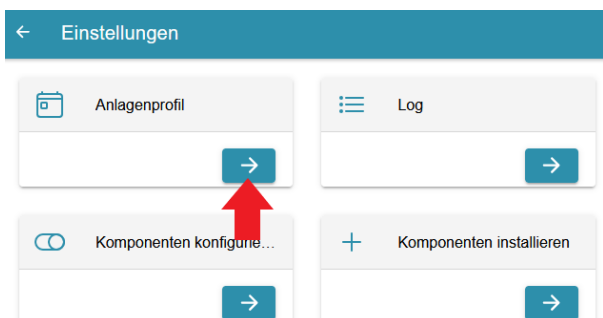 Einstellungen
Anlagenprofil
Log
Komponenten konfigurie...
Komponenten installieren